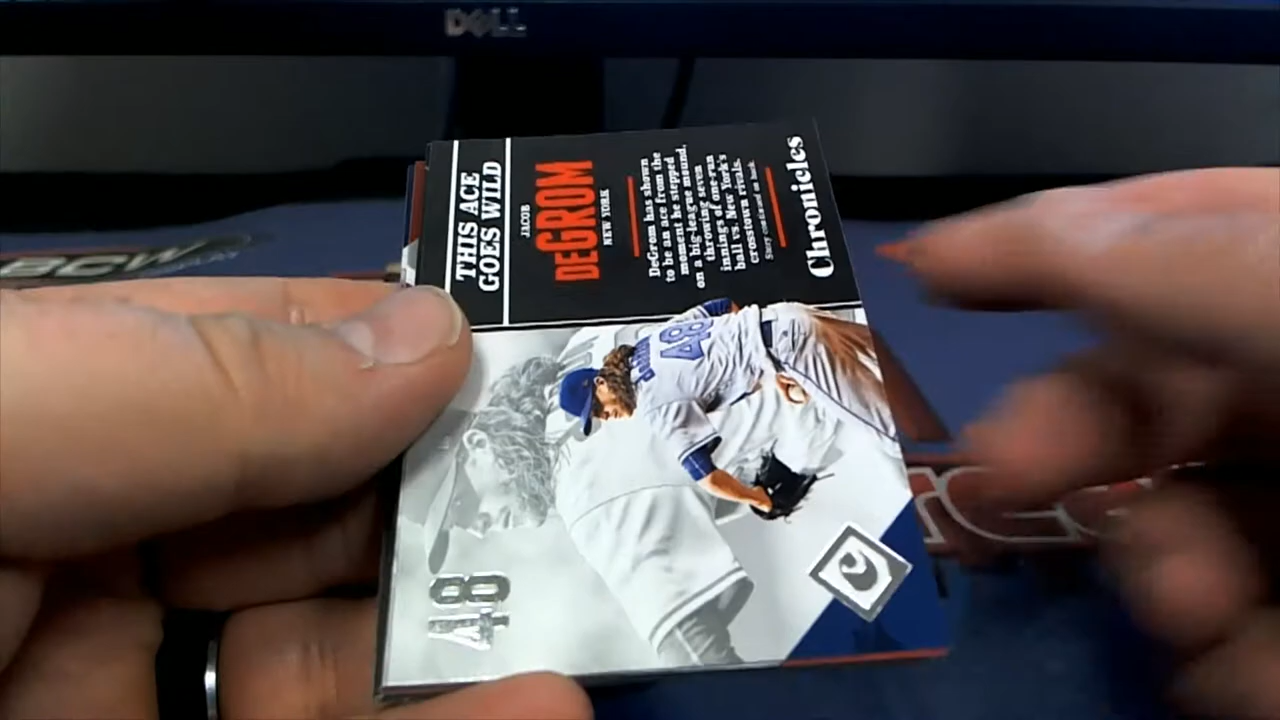 DELL
BCW
THIS ACE
GOES WILD
JACOB
DEGROM
NEW YORK
DeGrom has shown
to be an ace from the
moment he stepped
on a big-league mound,
throwing seven
innings of one-run
ball vs. New York's
crosstown rivals.
Story continued on back
Chronicles
48
48